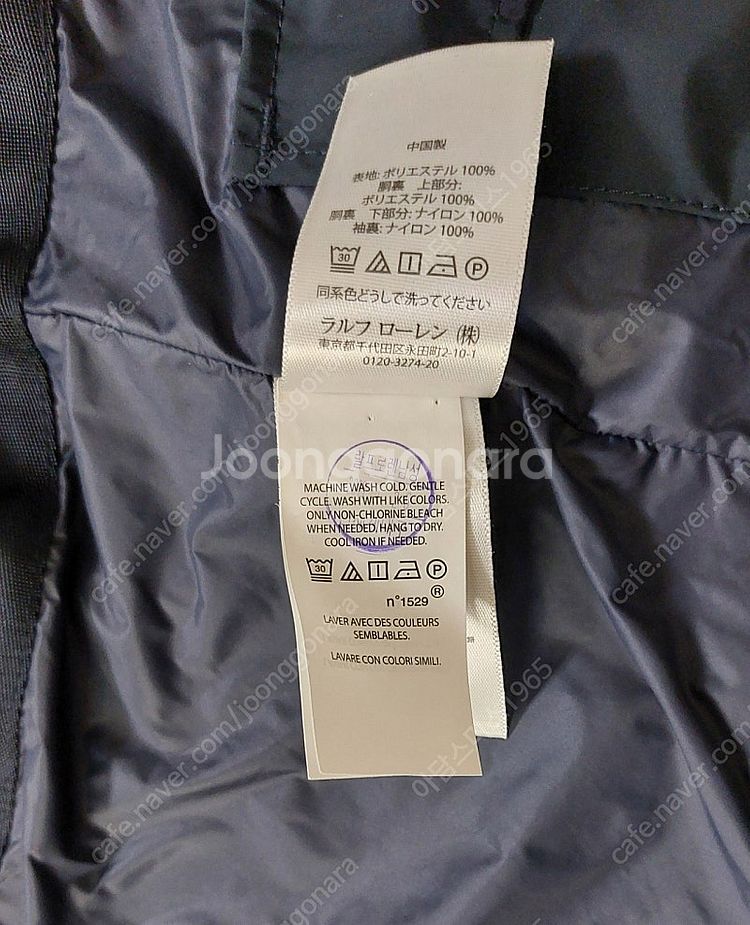 中国製
表地: ポリエステル 100%
胴裏 上部分:
ポリエステル 100%
胴裏 下部分: ナイロン 100%
袖裏: ナイロン 100%
30
P
同系色どうしで洗ってください
ラルフ ローレン (株)
東京都千代田区永田町2-10-1
0120-3274-20
랄프로렌남성
Joonggonara
MACHINE WASH COLD. GENTLE
CYCLE. WASH WITH LIKE COLORS.
ONLY NON-CHLORINE BLEACH
WHEN NEEDED/ HANG TO DRY.
COOL IRON IF NEEDED.
30
P
®
n°1529
LAVER AVEC DES COULEURS
SEMBLABLES.
LAVARE CON COLORI SIMILI.
cafe.naver.com/joonggonara